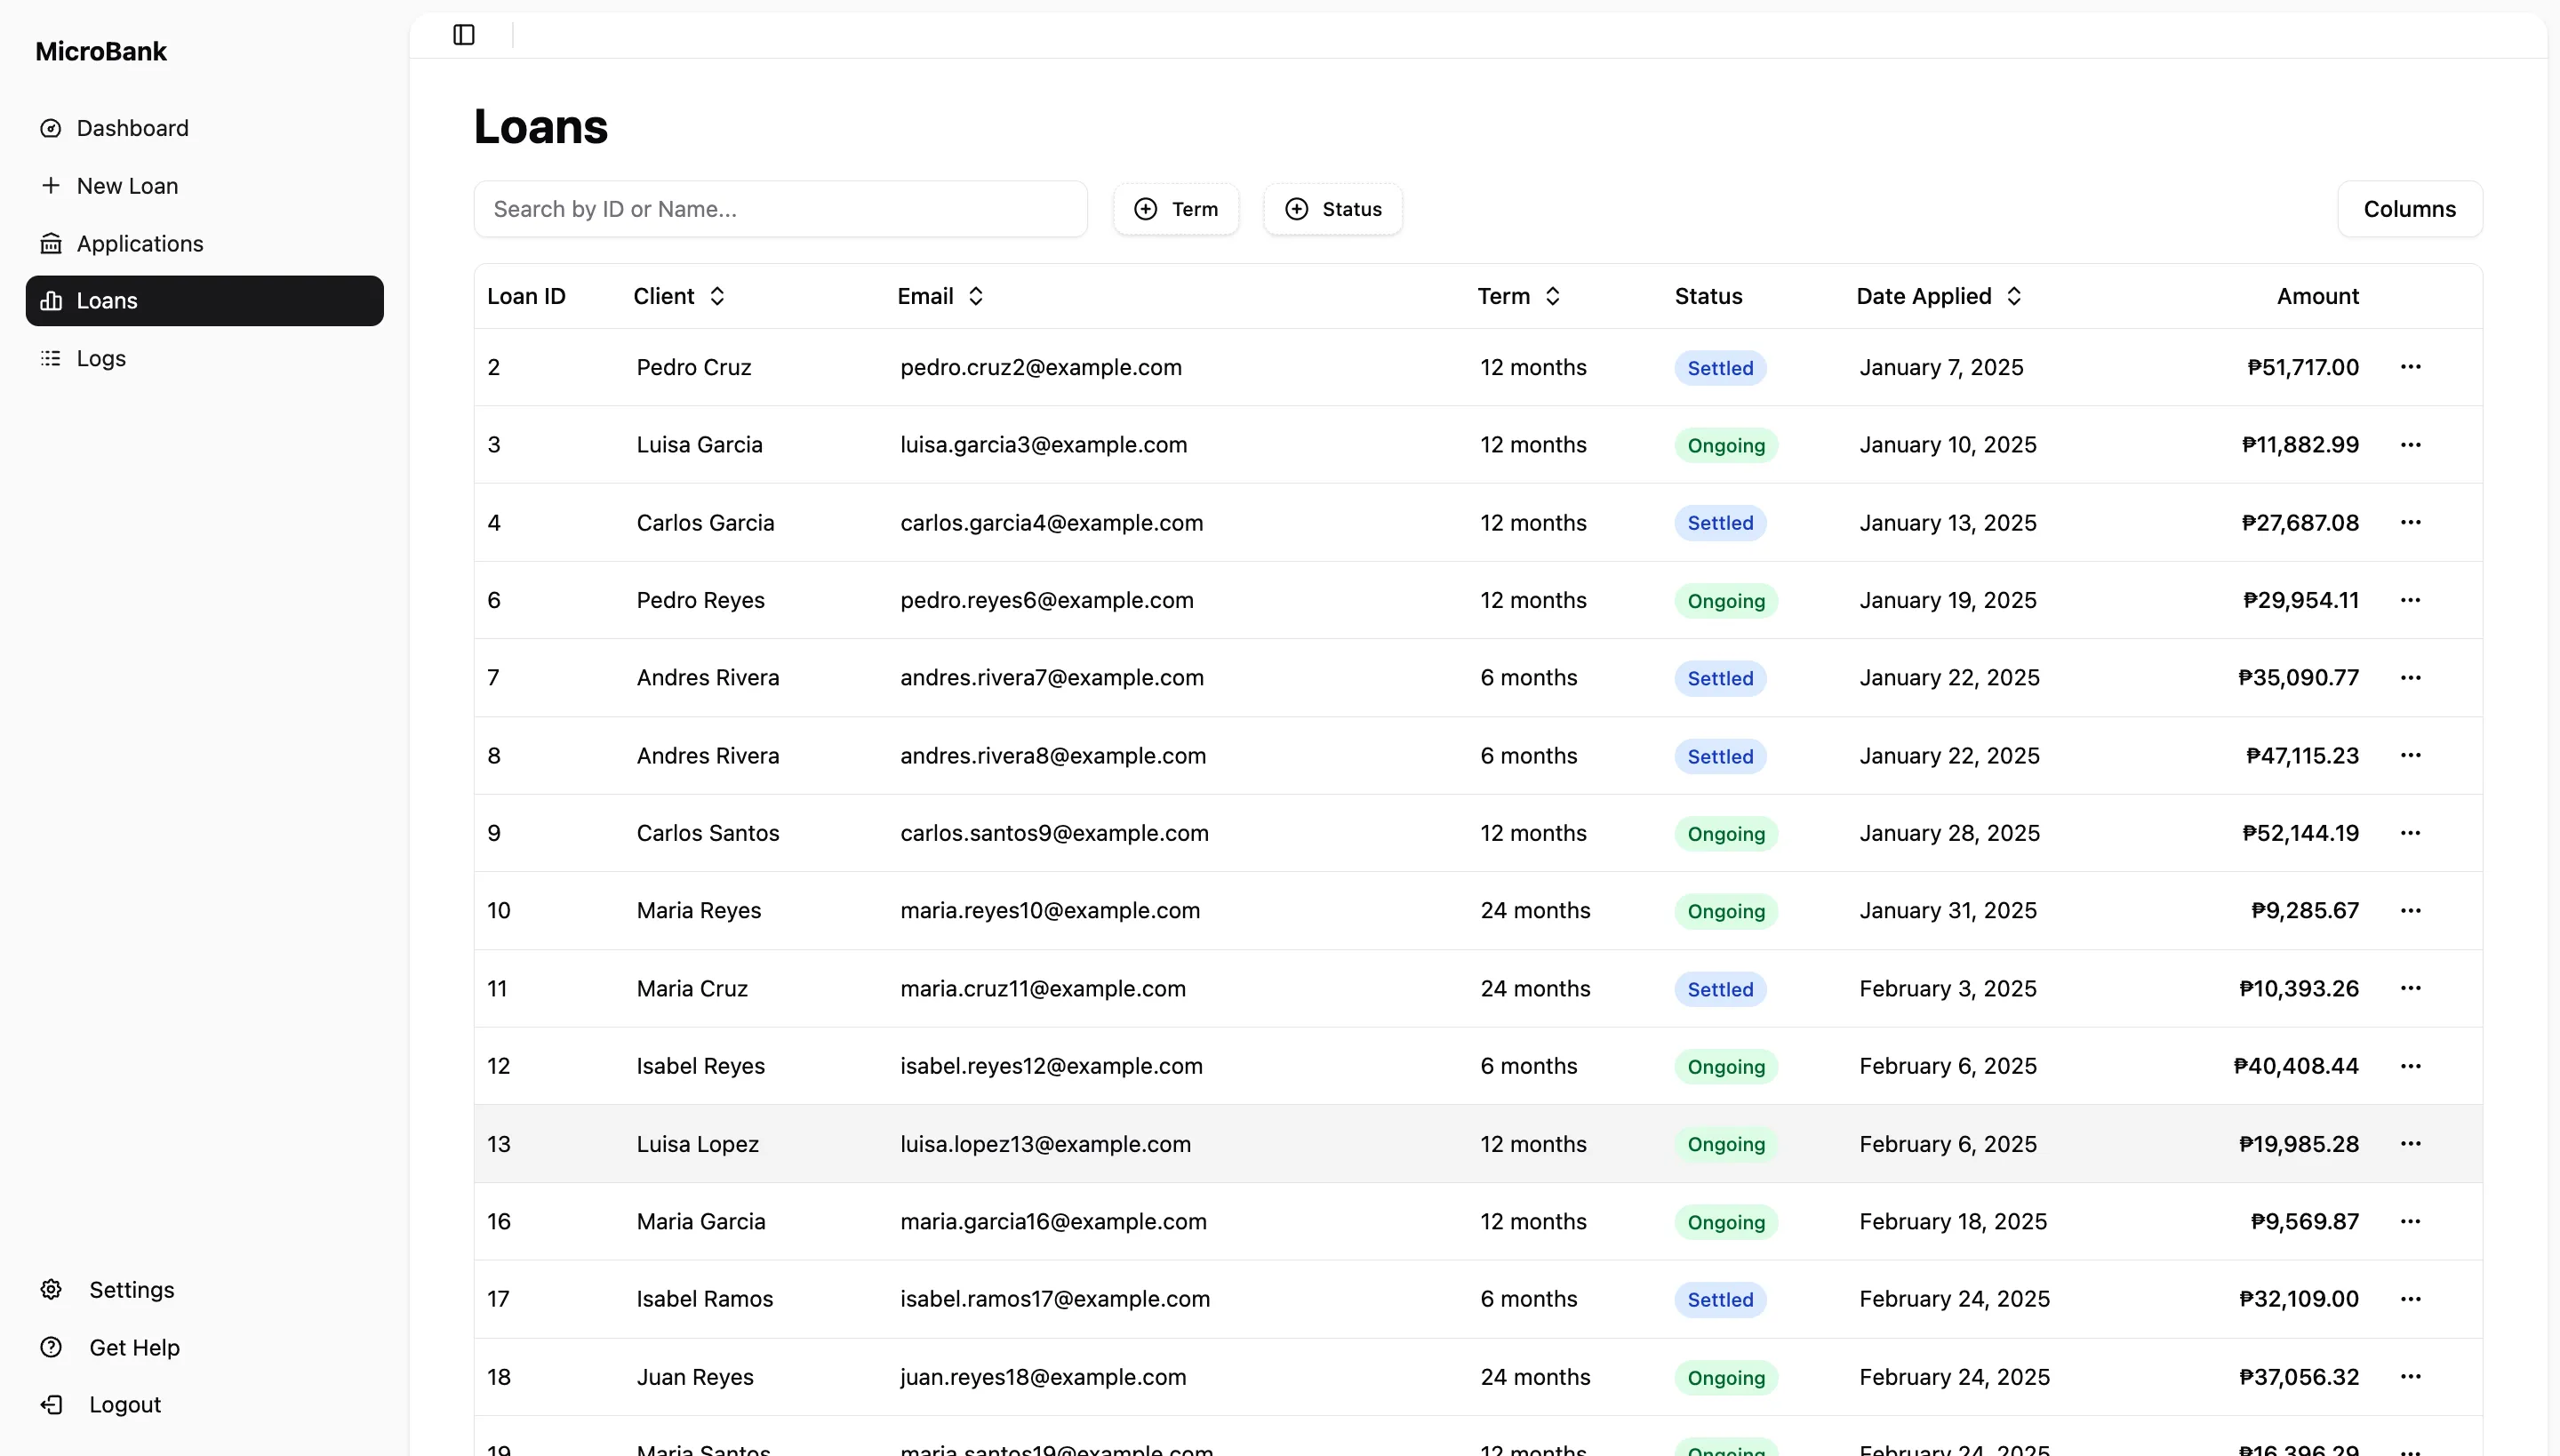 MicroBank
Dashboard
New Loan
Applications
Loans
Logs
Settings
Get Help
Logout
Loans
Search by ID or Name...
Term
Status
Columns
Loan ID Client Email Term Status Date Applied Amount
2 Pedro Cruz pedro.cruz2@example.com 12 months Settled January 7, 2025 ₱51,717.00
3 Luisa Garcia luisa.garcia3@example.com 12 months Ongoing January 10, 2025 ₱11,882.99
4 Carlos Garcia carlos.garcia4@example.com 12 months Settled January 13, 2025 ₱27,687.08
6 Pedro Reyes pedro.reyes6@example.com 12 months Ongoing January 19, 2025 ₱29,954.11
7 Andres Rivera andres.rivera7@example.com 6 months Settled January 22, 2025 ₱35,090.77
8 Andres Rivera andres.rivera8@example.com 6 months Settled January 22, 2025 ₱47,115.23
9 Carlos Santos carlos.santos9@example.com 12 months Ongoing January 28, 2025 ₱52,144.19
10 Maria Reyes maria.reyes10@example.com 24 months Ongoing January 31, 2025 ₱9,285.67
11 Maria Cruz maria.cruz11@example.com 24 months Settled February 3, 2025 ₱10,393.26
12 Isabel Reyes isabel.reyes12@example.com 6 months Ongoing February 6, 2025 ₱40,408.44
13 Luisa Lopez luisa.lopez13@example.com 12 months Ongoing February 6, 2025 ₱19,985.28
16 Maria Garcia maria.garcia16@example.com 12 months Ongoing February 18, 2025 ₱9,569.87
17 Isabel Ramos isabel.ramos17@example.com 6 months Settled February 24, 2025 ₱32,109.00
18 Juan Reyes juan.reyes18@example.com 24 months Ongoing February 24, 2025 ₱37,056.32
19 Maria Santos maria.santos19@example.com 12 months Ongoing February 24, 2025 ₱16,396.29